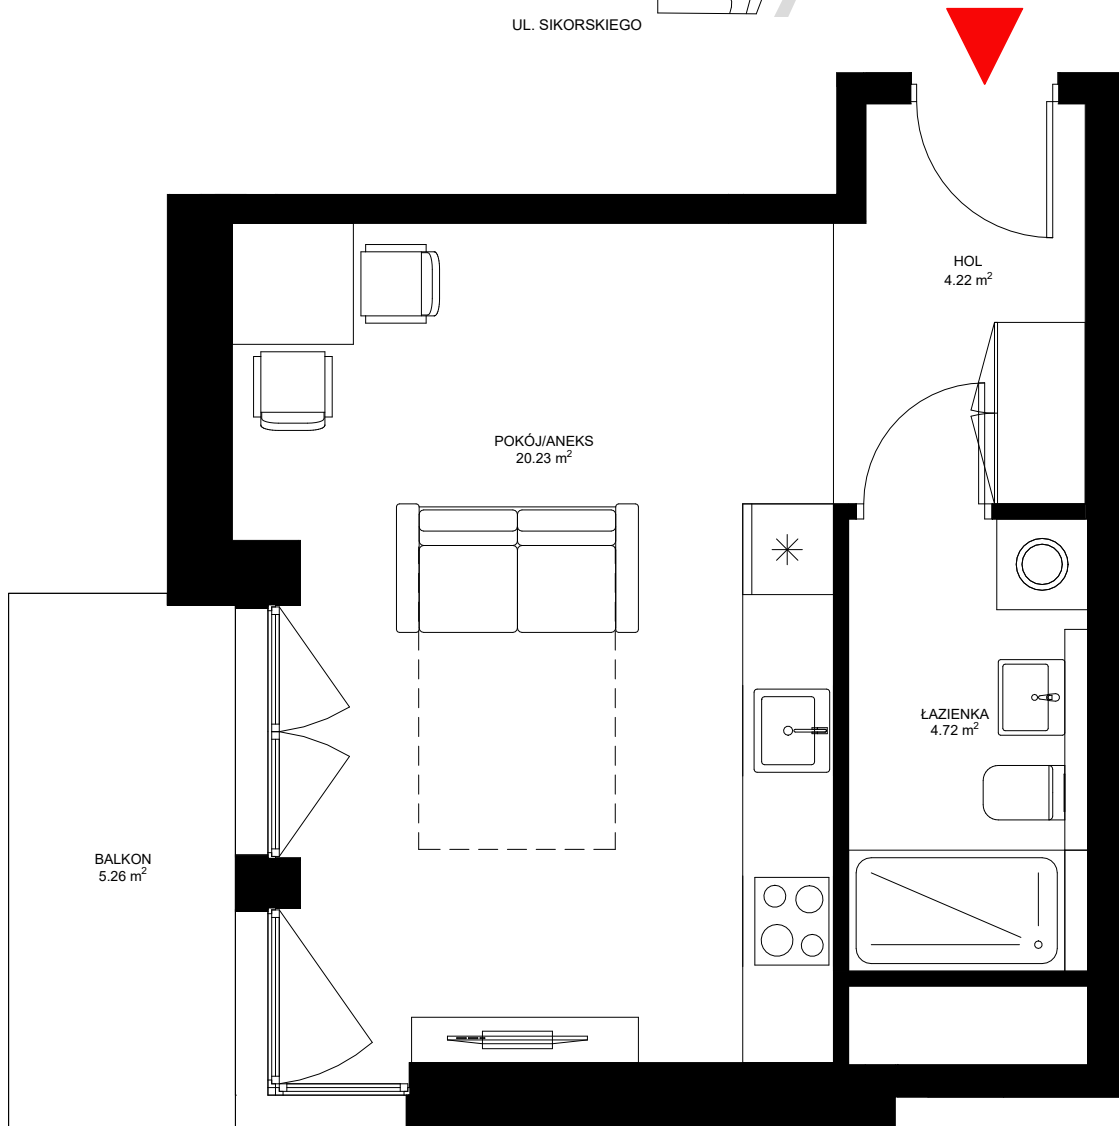 UL. SIKORSKIEGO
HOL
4.22 m²
POKÓJ/ANEKS
20.23 m²
ŁAZIENKA
4.72 m²
BALKON
5.26 m²